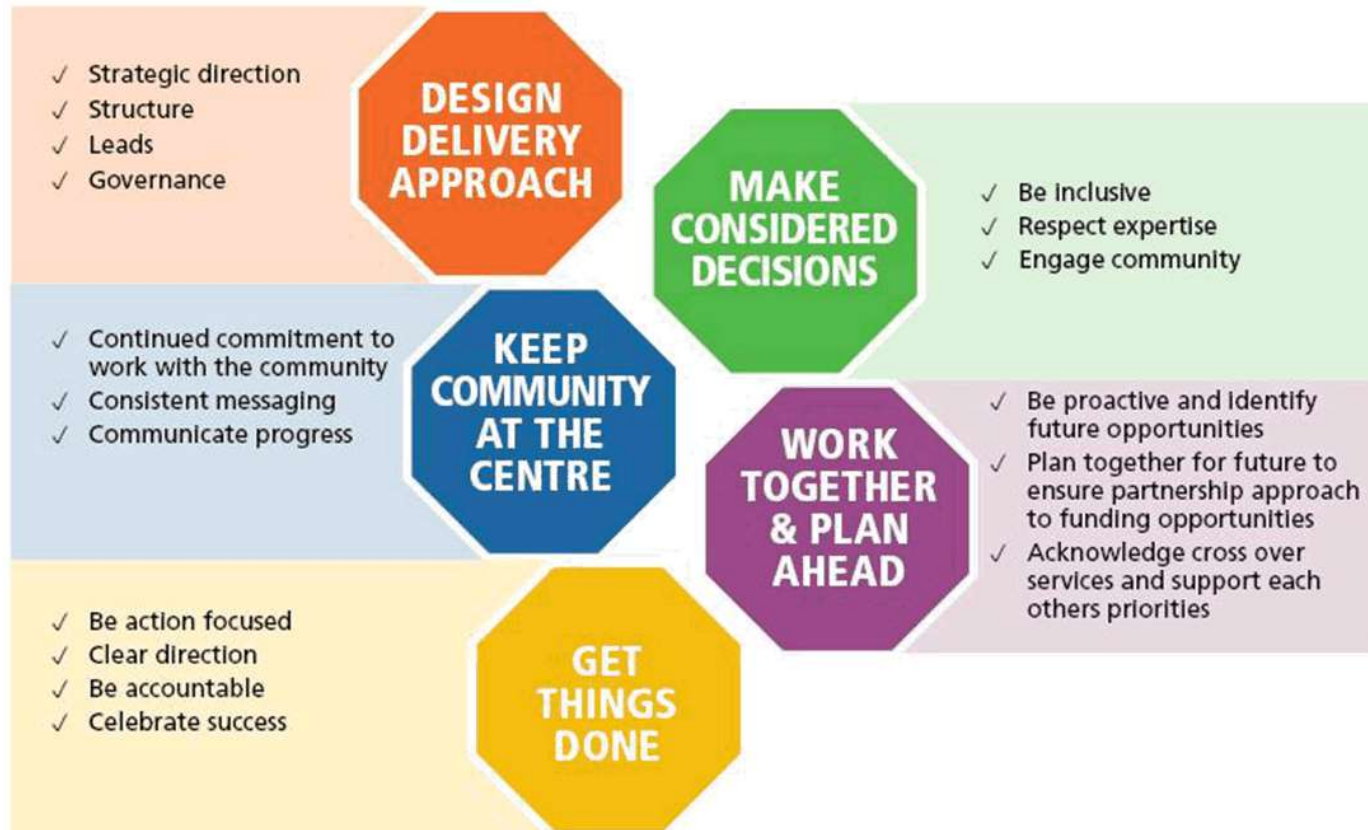 ✓ Strategic direction
✓ Structure
✓ Leads
✓ Governance
DESIGN
DELIVERY
APPROACH
MAKE
CONSIDERED
DECISIONS
✓ Be inclusive
✓ Respect expertise
✓ Engage community
✓ Continued commitment to
work with the community
✓ Consistent messaging
✓ Communicate progress
KEEP
COMMUNITY
AT THE
CENTRE
WORK
TOGETHER
& PLAN
AHEAD
✓ Be proactive and identify
future opportunities
✓ Plan together for future to
ensure partnership approach
to funding opportunities
✓ Acknowledge cross over
services and support each
others priorities
✓ Be action focused
✓ Clear direction
✓ Be accountable
✓ Celebrate success
GET
THINGS
DONE